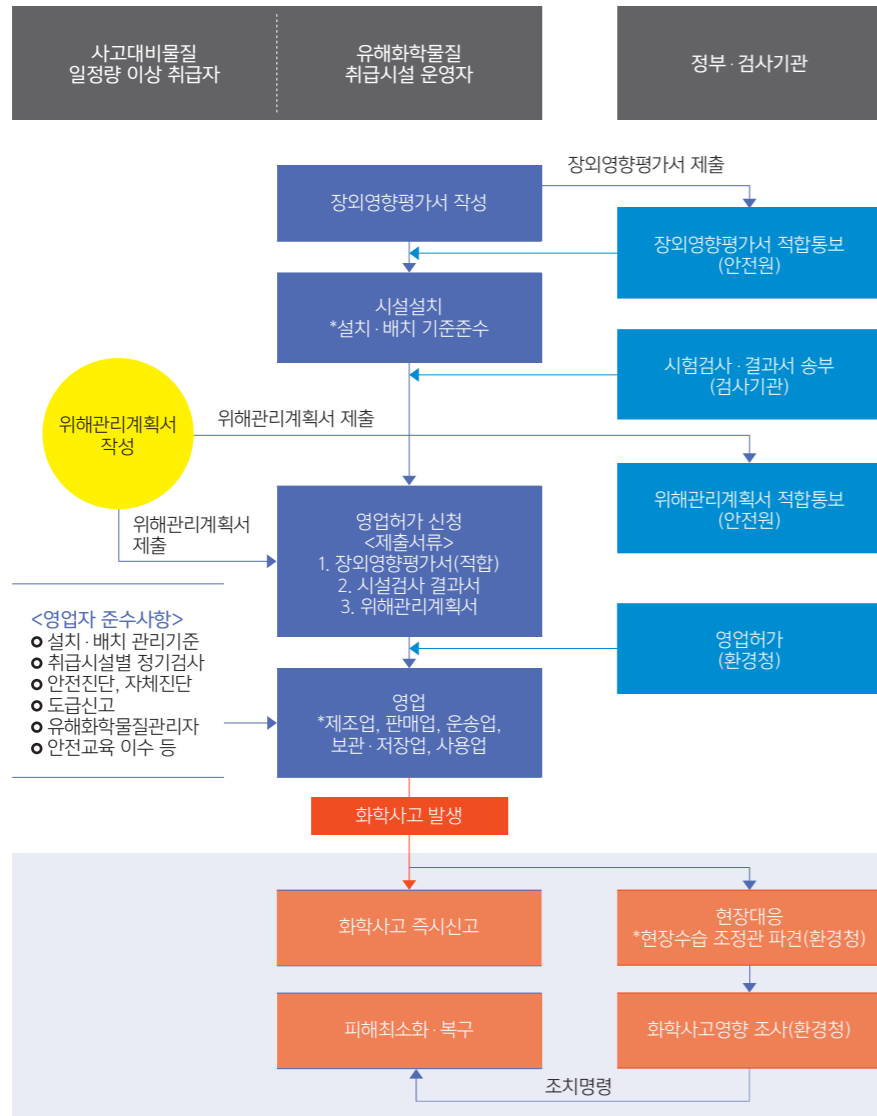 사고대비물질
일정량 이상 취급자
유해화학물질
취급시설 운영자
정부·검사기관
장외영향평가서 제출
장외영향평가서 작성
장외영향평가서 적합통보
(안전원)
시설설치
*설치·배치 기준준수
시험검사·결과서 송부
(검사기관)
위해관리계획서
작성
위해관리계획서 제출
위해관리계획서 적합통보
(안전원)
위해관리계획서
제출
영업허가 신청
<제출서류>
1. 장외영향평가서(적합)
2. 시설검사 결과서
3. 위해관리계획서
<영업자 준수사항>
설치·배치 관리기준
취급시설별 정기검사
안전진단, 자체진단
도급신고
유해화학물질관리자
안전교육 이수 등
영업허가
(환경청)
영업
*제조업, 판매업, 운송업,
보관·저장업, 사용업
화학사고 발생
화학사고 즉시신고
현장대응
*현장수습 조정관 파견(환경청)
피해최소화·복구
화학사고영향 조사(환경청)
조치명령